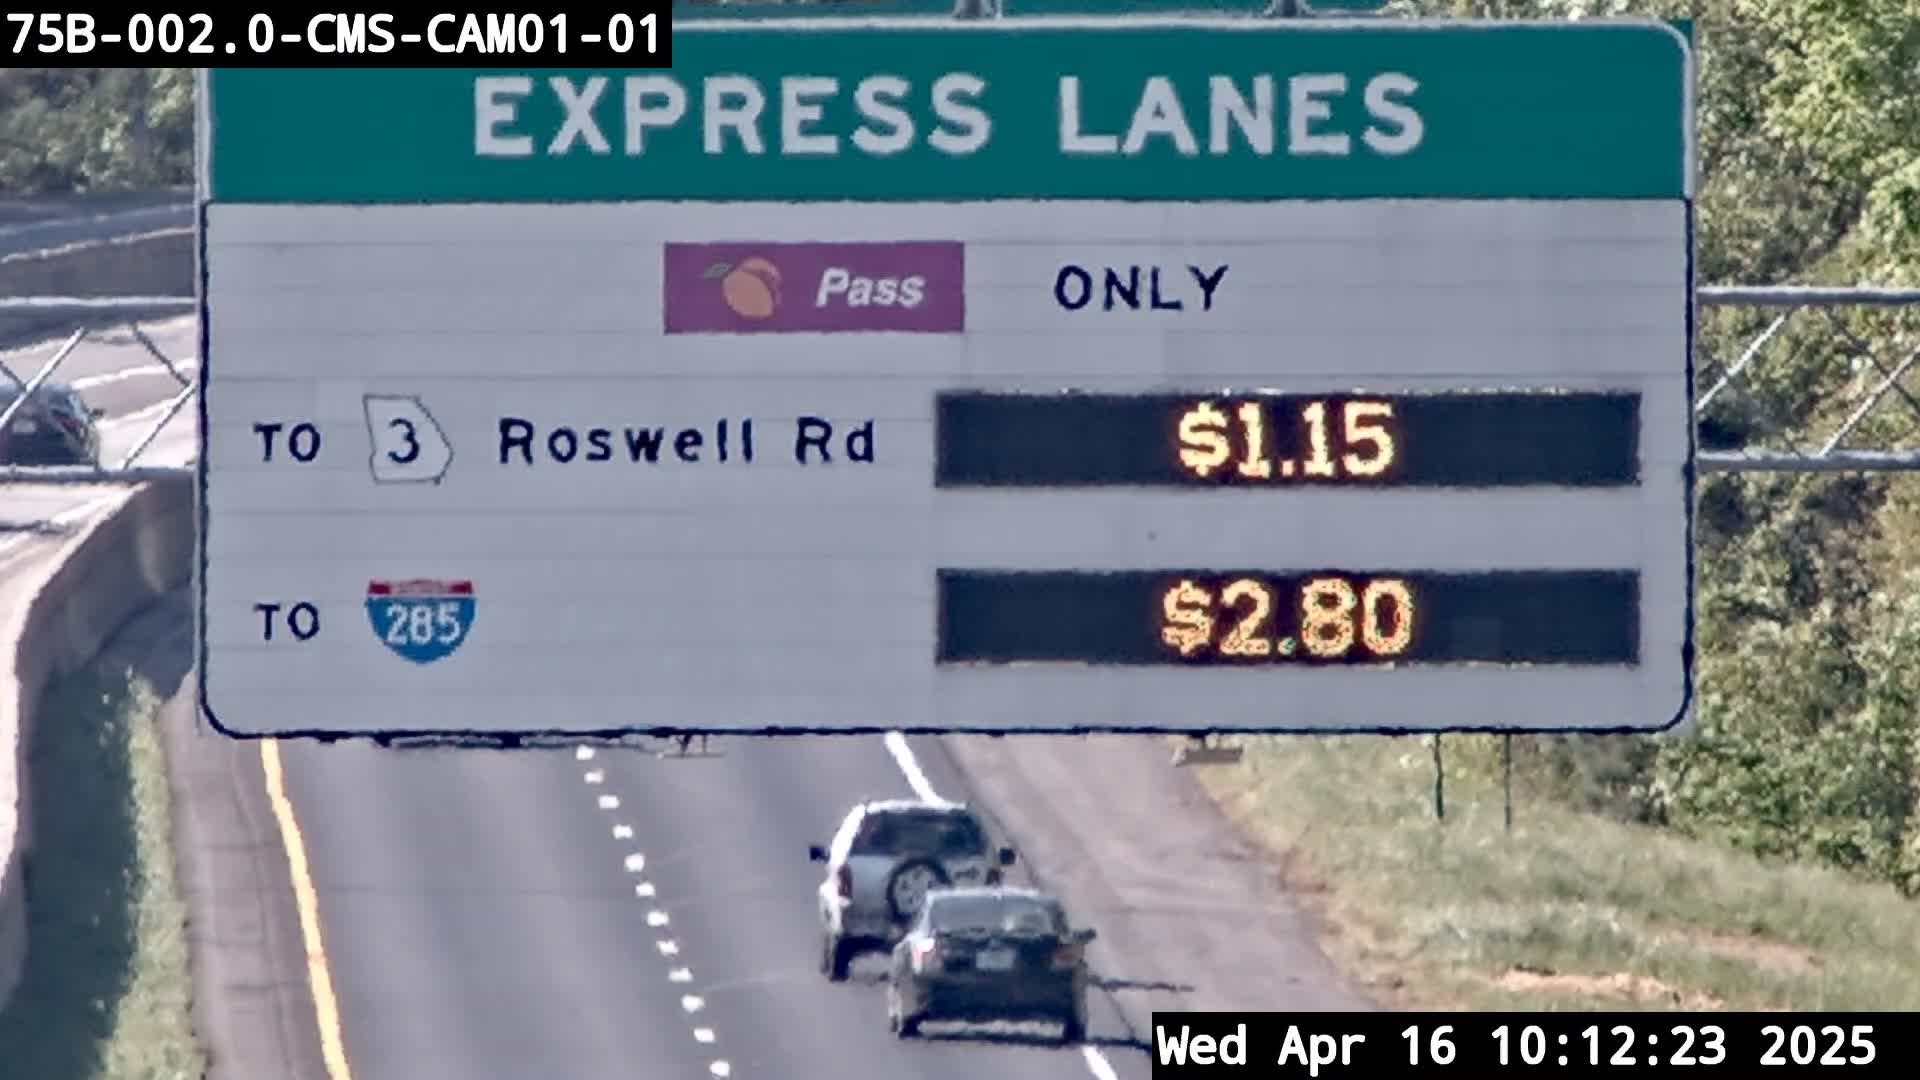 75B-002.0-CMS-CAM01-01
EXPRESS LANES
Pass ONLY
TO 3 Roswell Rd $1.15
TO 285 $2.80
Wed Apr 16 10:12:23 2025